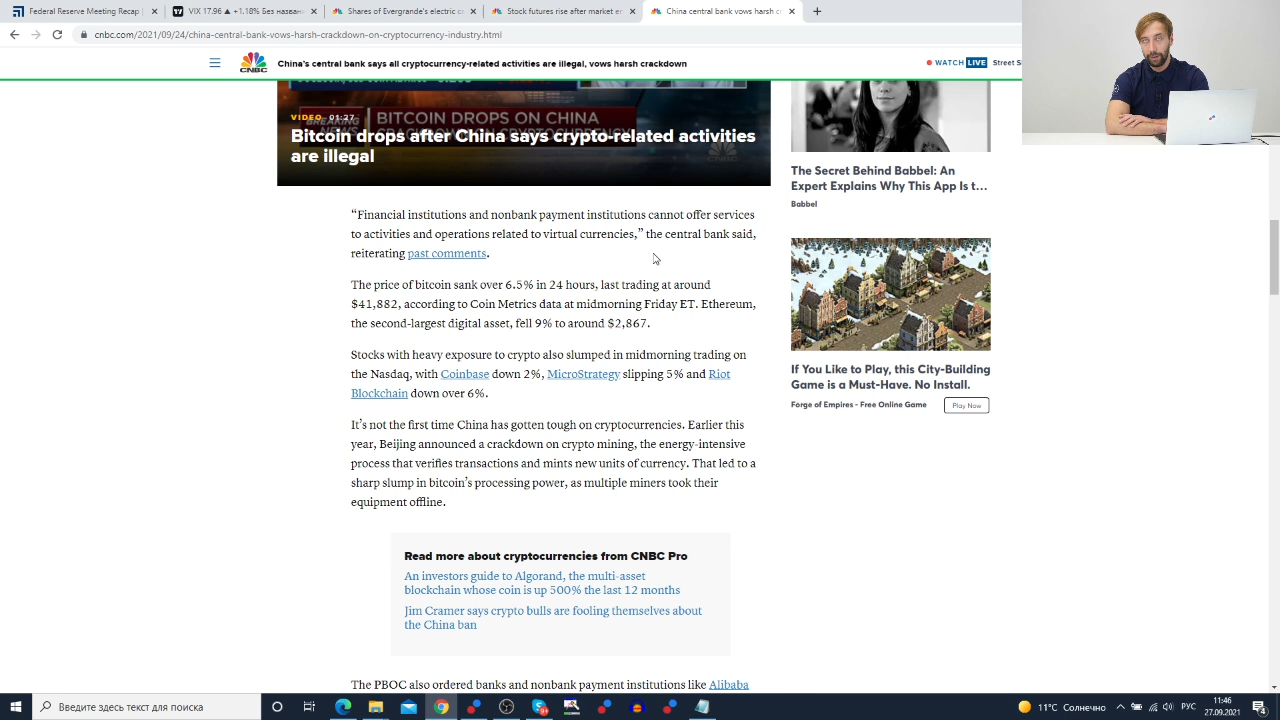 Federal Reserve Meeting Recap
VIX 17.96 ▲ +1.18%
Shares of Evergrande's electric c
Stocks rise after market
China central bank vows harsh cr
cnbc.com/2021/09/24/china-central-bank-vows-harsh-crackdown-on-cryptocurrency-industry.html
CNBC
China's central bank says all cryptocurrency-related activities are illegal, vows harsh crackdown
WATCH LIVE
Street S
BREAKING NEWS
BITCOIN DROPS ON CHINA
VIDEO 01:27
Bitcoin drops after China says crypto-related activities
are illegal
The Secret Behind Babbel: An
Expert Explains Why This App Is t...
Babbel
“Financial institutions and nonbank payment institutions cannot offer services
to activities and operations related to virtual currencies,” the central bank said,
reiterating past comments.
The price of bitcoin sank over 6.5% in 24 hours, last trading at around
$41,882, according to Coin Metrics data at midmorning Friday ET. Ethereum,
the second-largest digital asset, fell 9% to around $2,867.
Stocks with heavy exposure to crypto also slumped in midmorning trading on
the Nasdaq, with Coinbase down 2%, MicroStrategy slipping 5% and Riot
Blockchain down over 6%.
It’s not the first time China has gotten tough on cryptocurrencies. Earlier this
year, Beijing announced a crackdown on crypto mining, the energy-intensive
process that verifies transactions and mints new units of currency. That led to a
sharp slump in bitcoin’s processing power, as multiple miners took their
equipment offline.
If You Like to Play, this City-Building
Game is a Must-Have. No Install.
Forge of Empires - Free Online Game
Play Now
Read more about cryptocurrencies from CNBC Pro
An investors guide to Algorand, the multi-asset
blockchain whose coin is up 500% the last 12 months
Jim Cramer says crypto bulls are fooling themselves about
the China ban
The PBOC also ordered banks and nonbank payment institutions like Alibaba
Введите здесь текст для поиска
11°C Солнечно
РУС
11:46
27.09.2021